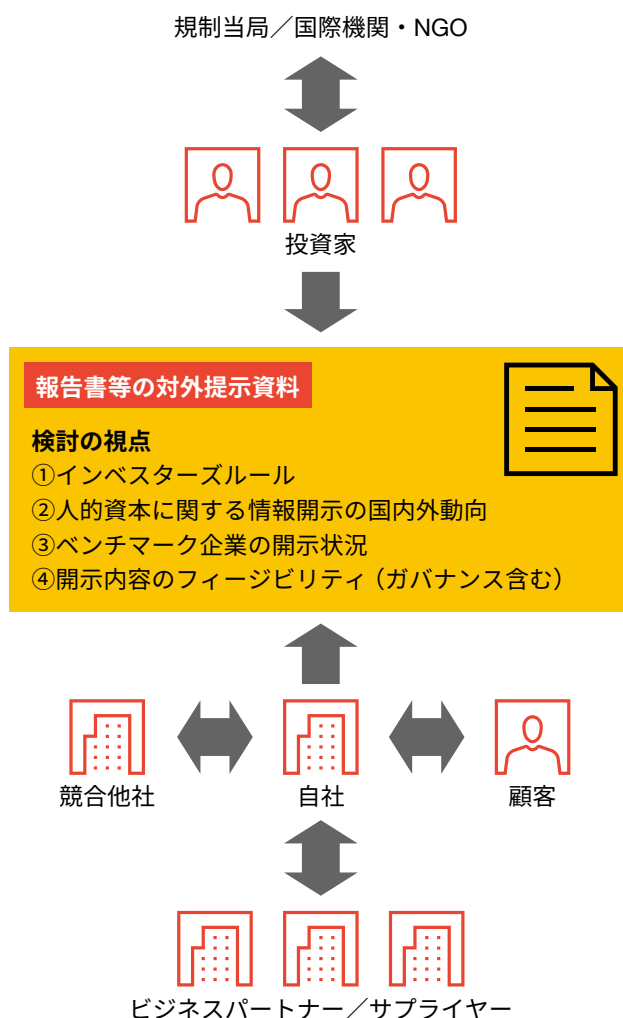 規制当局／国際機関・NGO
投資家
報告書等の対外提示資料
検討の視点
①インベスターズルール
②人的資本に関する情報開示の国内外動向
③ベンチマーク企業の開示状況
④開示内容のフィージビリティ（ガバナンス含む）
競合他社
自社
顧客
ビジネスパートナー／サプライヤー